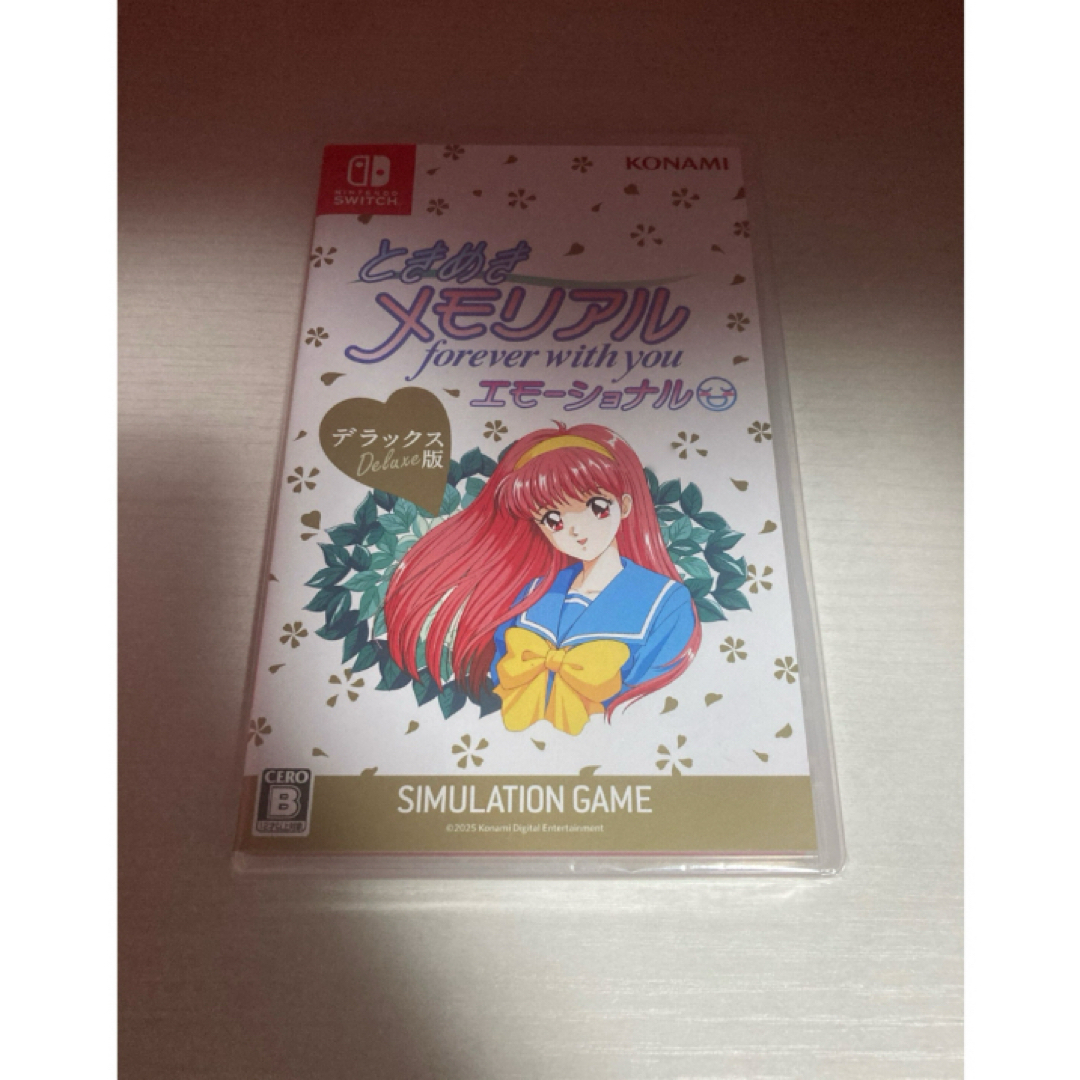 NINTENDO
SWITCH
KONAMI
ときめき
メモリアル
forever with you
エモーショナル
デラックス
Deluxe版
CERO
B
SIMULATION GAME
©2025 Konami Digital Entertainment